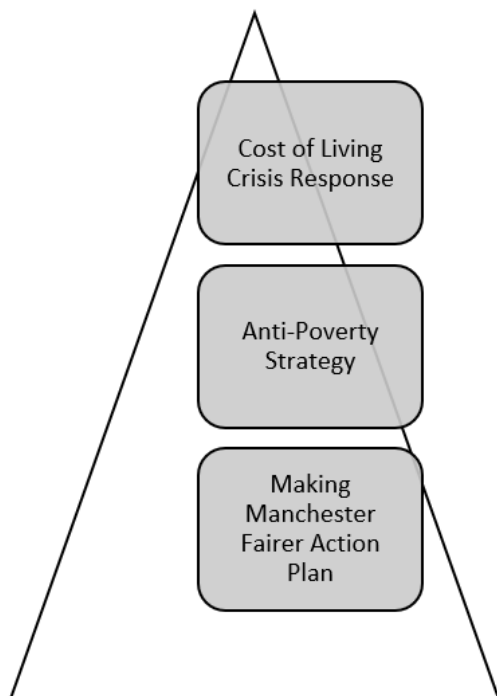 Cost of Living
Crisis Response
Anti-Poverty
Strategy
Making
Manchester
Fairer Action
Plan